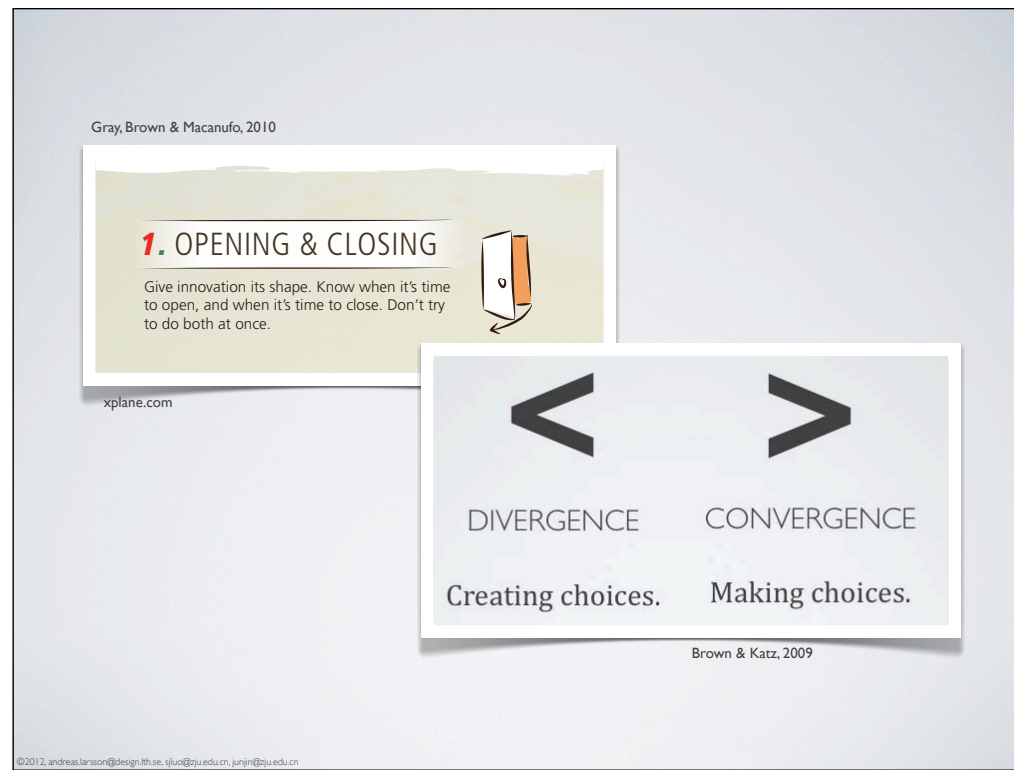 Gray, Brown & Macanufo, 2010
1. OPENING & CLOSING
Give innovation its shape. Know when it's time
to open, and when it's time to close. Don't try
to do both at once.
xplane.com
< >
DIVERGENCE CONVERGENCE
Creating choices. Making choices.
Brown & Katz, 2009
©2012, andreas.larsson@design.lth.se, sjluo@zju.edu.cn, junjin@zju.edu.cn